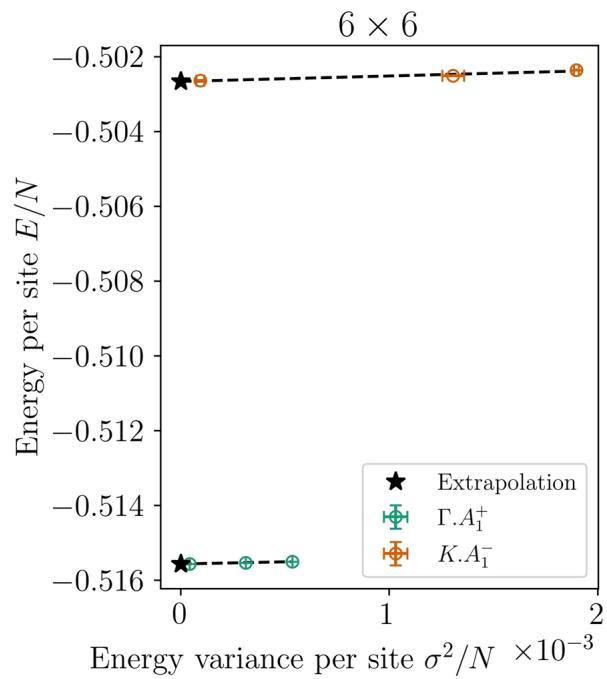 6 × 6
−0.502
−0.504
−0.506
−0.508
−0.510
−0.512
−0.514
−0.516
Energy per site E/N
Extrapolation
Γ.A₁⁺
K.A₁⁻
0
1
2
×10⁻³
Energy variance per site σ²/N